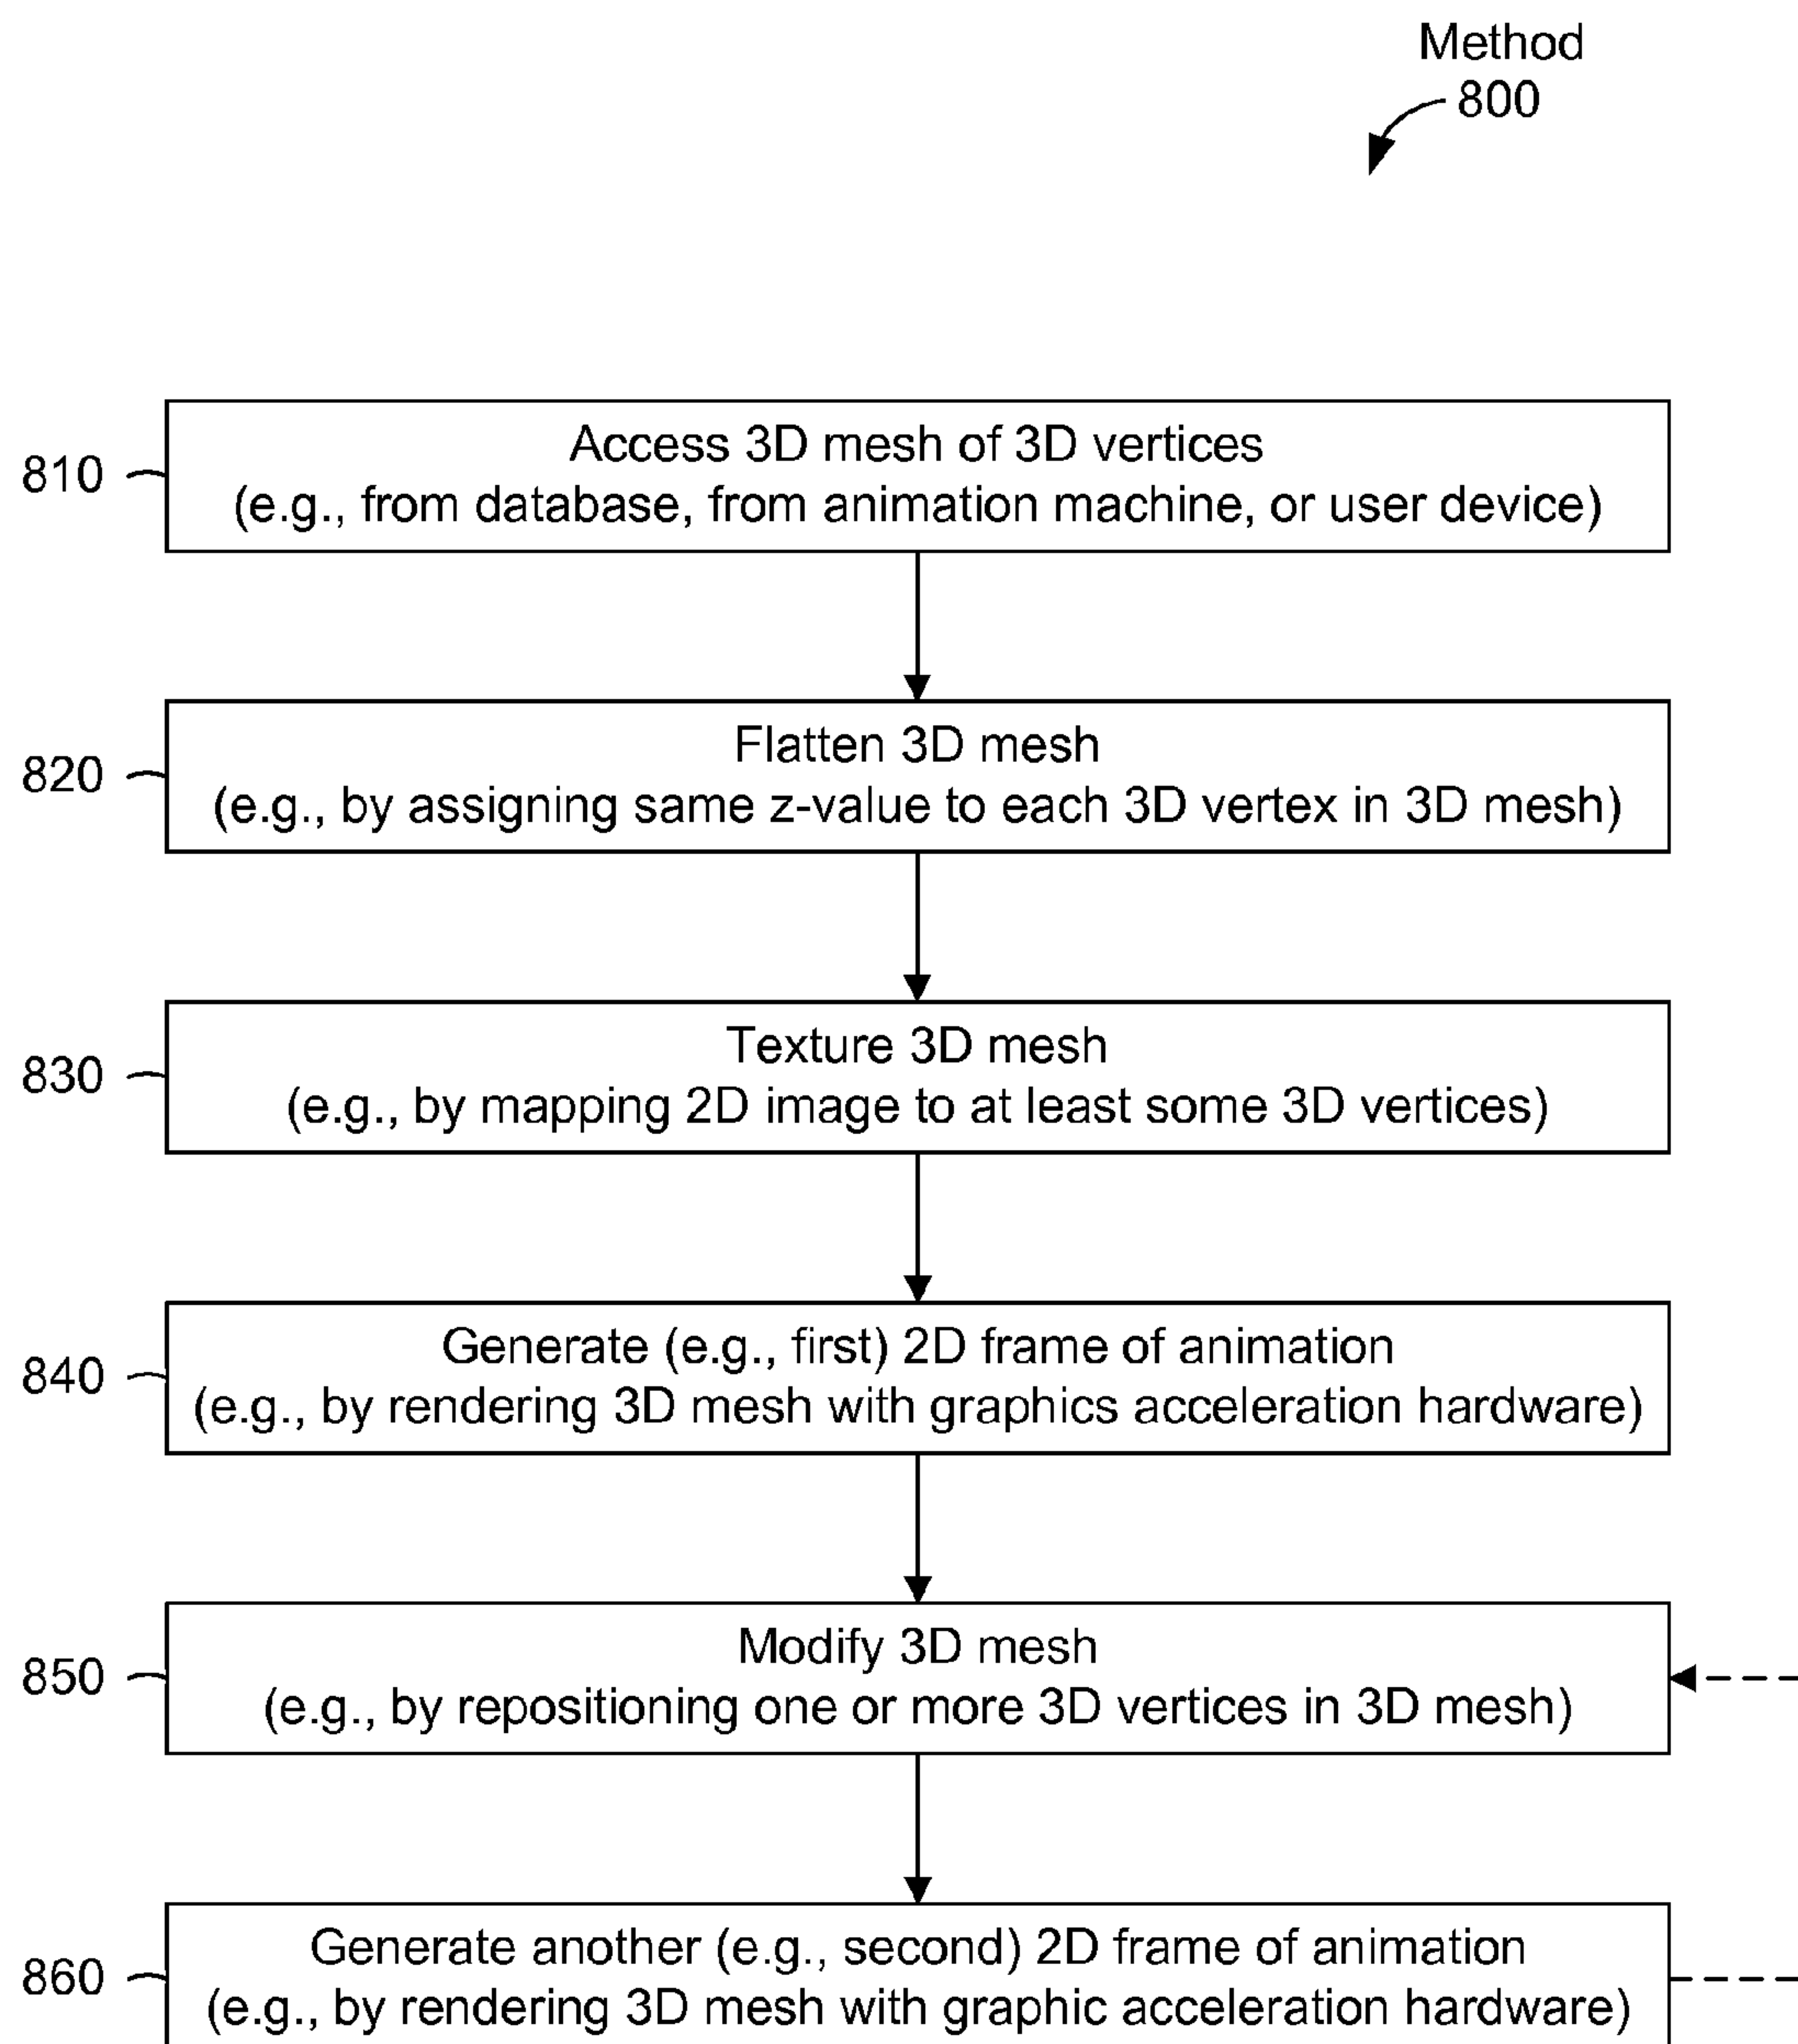 Method
800
810
Access 3D mesh of 3D vertices
(e.g., from database, from animation machine, or user device)
820
Flatten 3D mesh
(e.g., by assigning same z-value to each 3D vertex in 3D mesh)
830
Texture 3D mesh
(e.g., by mapping 2D image to at least some 3D vertices)
840
Generate (e.g., first) 2D frame of animation
(e.g., by rendering 3D mesh with graphics acceleration hardware)
850
Modify 3D mesh
(e.g., by repositioning one or more 3D vertices in 3D mesh)
860
Generate another (e.g., second) 2D frame of animation
(e.g., by rendering 3D mesh with graphic acceleration hardware)